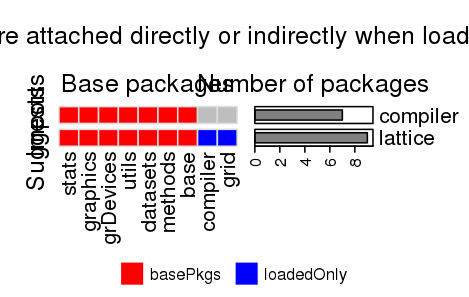 re attached directly or indirectly when load
Base packages
Number of packages
Suggests
compiler
lattice
stats
graphics
grDevices
utils
datasets
methods
base
compiler
grid
0
2
4
6
8
basePkgs
loadedOnly